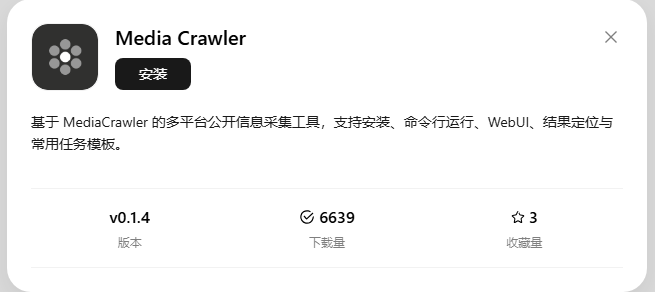 Media Crawler
安装
基于 MediaCrawler 的多平台公开信息采集工具，支持安装、命令行运行、WebUI、结果定位与
常用任务模板。
v0.1.4 6639 3
版本 下载量 收藏量